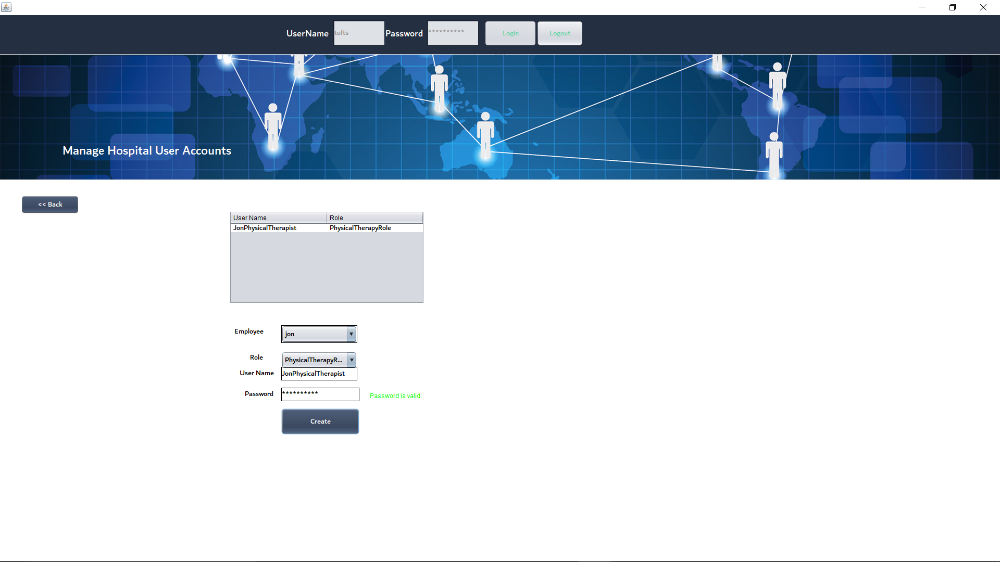 UserName tufts Password ********** Login Logout
Manage Hospital User Accounts
<< Back
User Name Role
JonPhysicalTherapist PhysicalTherapyRole
Employee jon
Role PhysicalTherapyR...
User Name JonPhysicalTherapist
Password ********** Password is valid.
Create